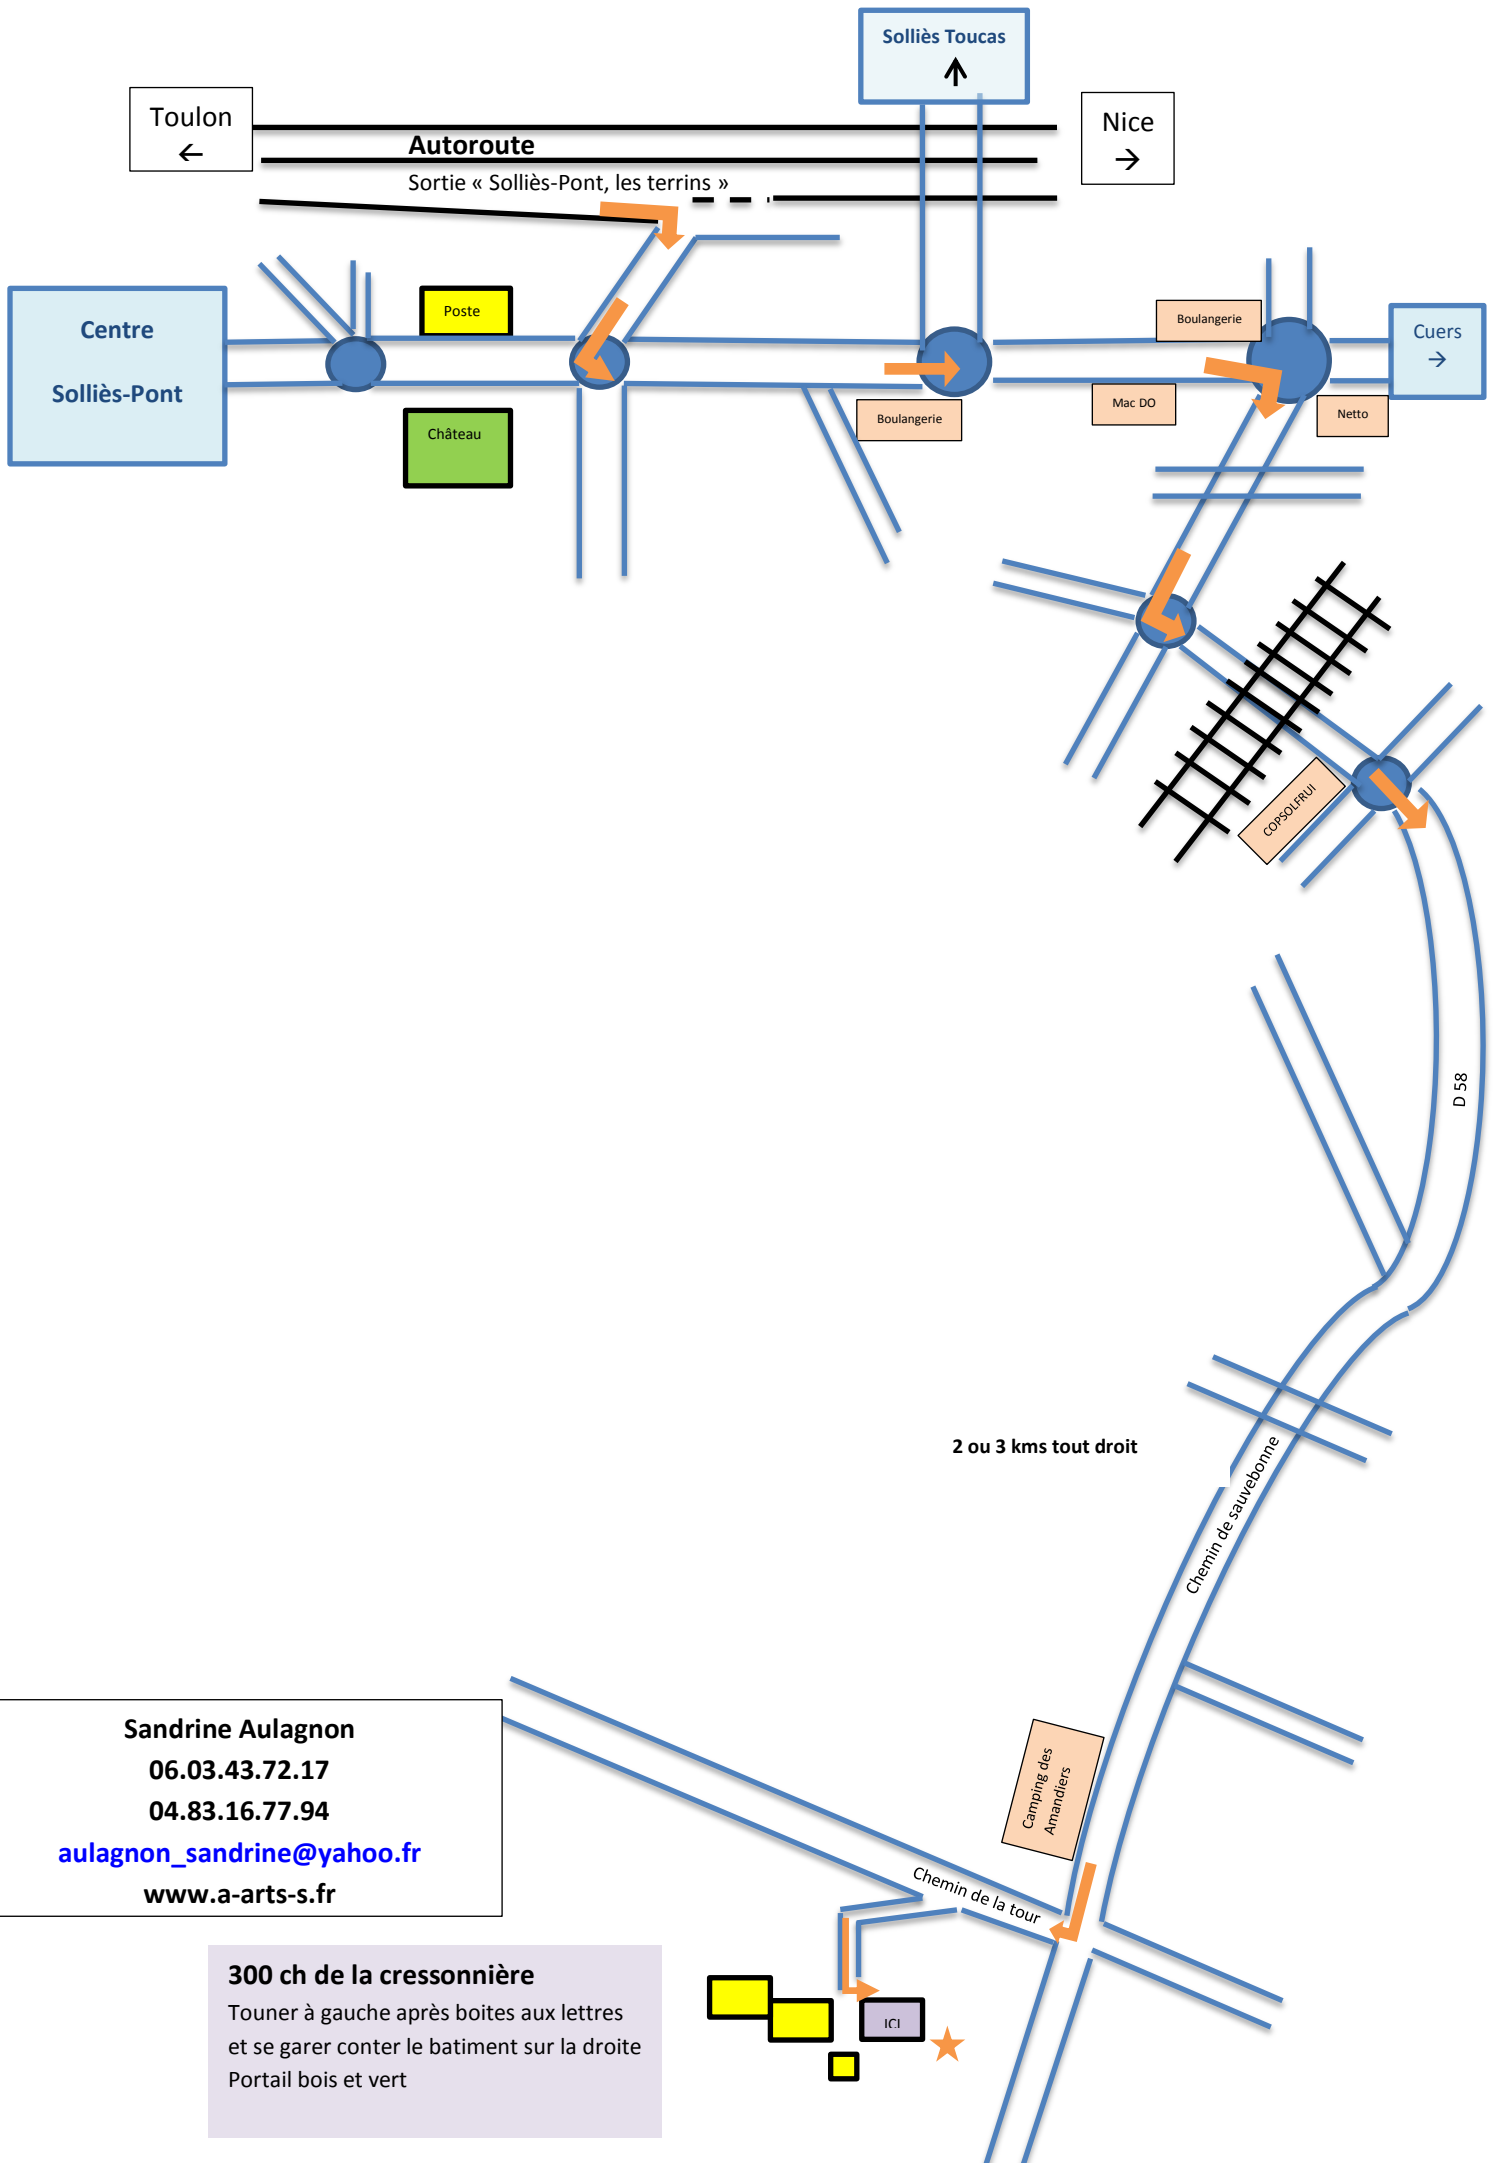 Solliès Toucas
↑
Toulon
←
Nice
→
Autoroute
Sortie « Solliès-Pont, les terrins »
Centre
Solliès-Pont
Poste
Château
Boulangerie
Boulangerie
Mac DO
Netto
Cuers
→
COPSOLFRUI
D 58
2 ou 3 kms tout droit
Chemin de sauvebonne
Camping des
Amandiers
Chemin de la tour
Sandrine Aulagnon
06.03.43.72.17
04.83.16.77.94
aulagnon_sandrine@yahoo.fr
www.a-arts-s.fr
300 ch de la cressonnière
Touner à gauche après boites aux lettres
et se garer conter le batiment sur la droite
Portail bois et vert
ICI